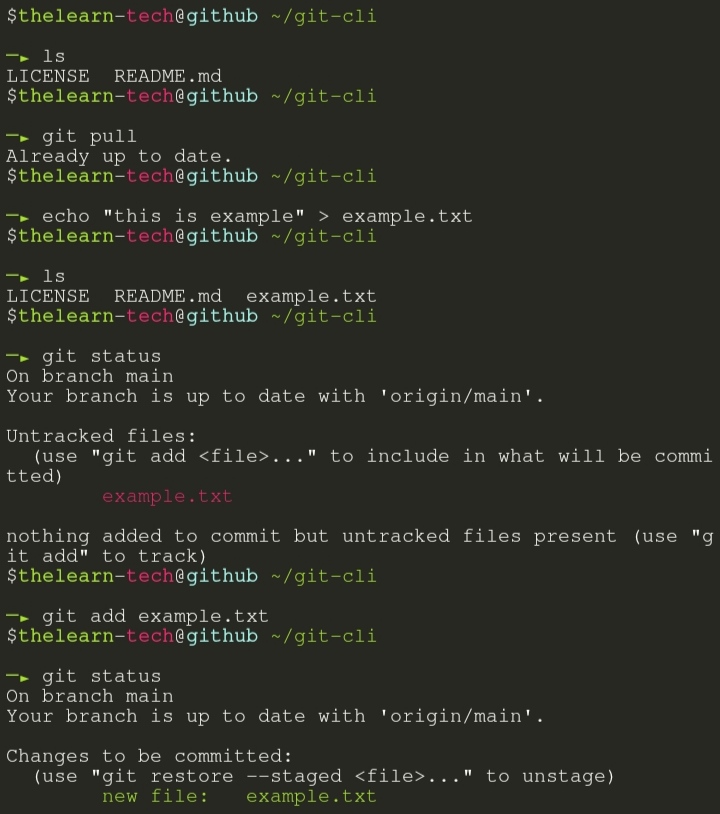 $thelearn-tech@github ~/git-cli
─► ls
LICENSE  README.md
$thelearn-tech@github ~/git-cli
─► git pull
Already up to date.
$thelearn-tech@github ~/git-cli
─► echo "this is example" > example.txt
$thelearn-tech@github ~/git-cli
─► ls
LICENSE  README.md  example.txt
$thelearn-tech@github ~/git-cli
─► git status
On branch main
Your branch is up to date with 'origin/main'.
Untracked files:
  (use "git add <file>..." to include in what will be commi
tted)
        example.txt
nothing added to commit but untracked files present (use "g
it add" to track)
$thelearn-tech@github ~/git-cli
─► git add example.txt
$thelearn-tech@github ~/git-cli
─► git status
On branch main
Your branch is up to date with 'origin/main'.
Changes to be committed:
  (use "git restore --staged <file>..." to unstage)
        new file:   example.txt